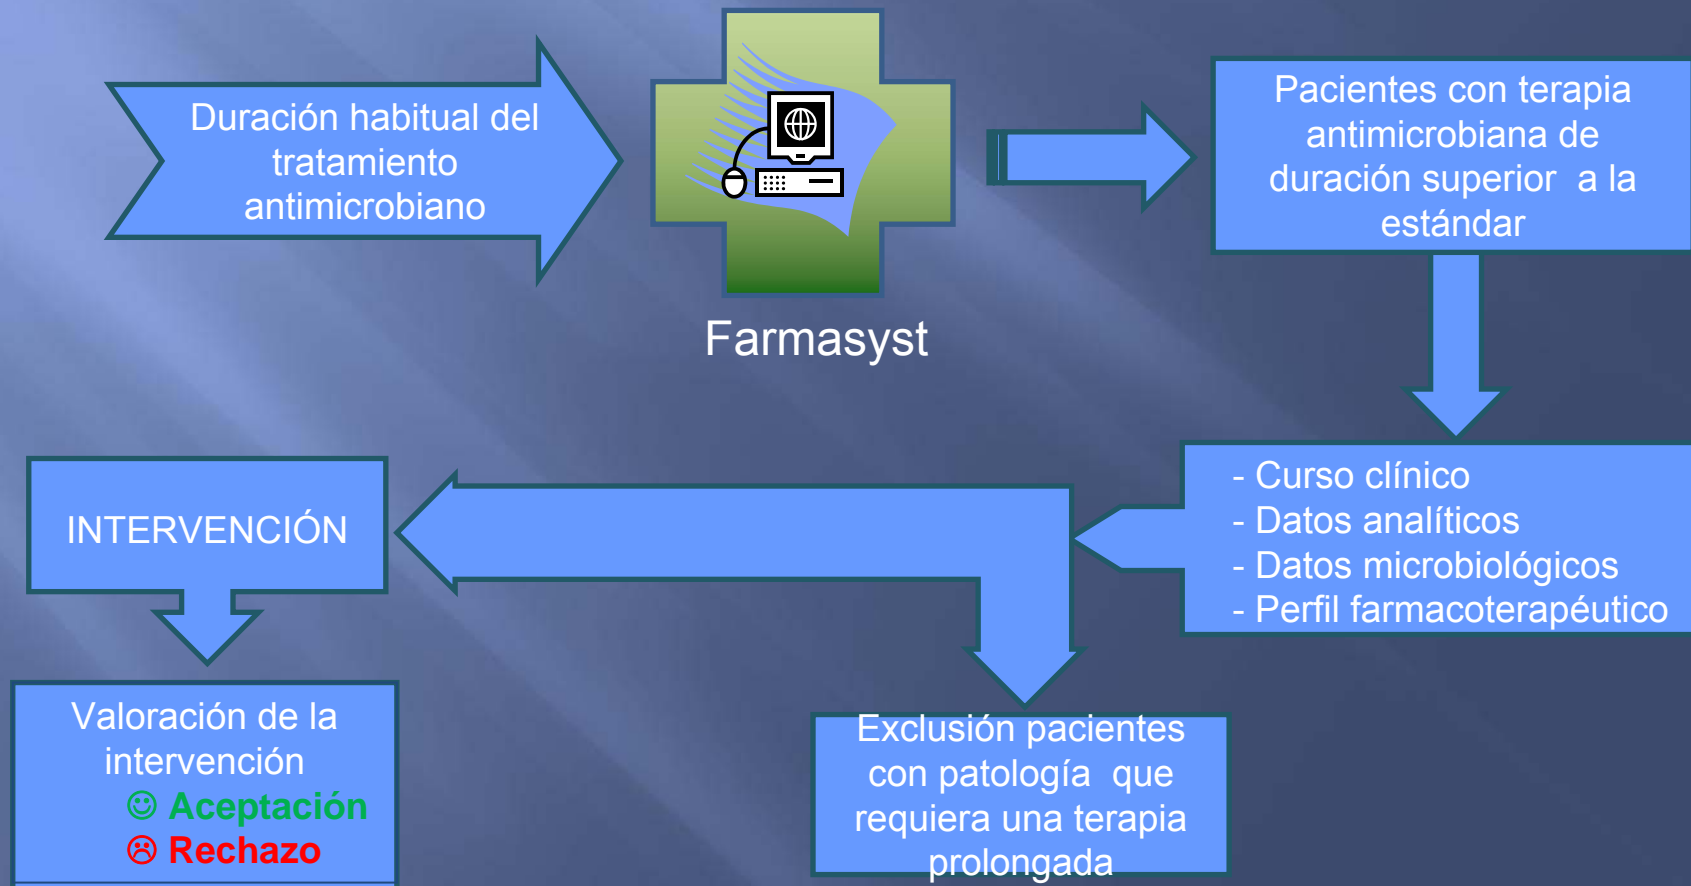 Duración habitual del
tratamiento
antimicrobiano
Farmasyst
Pacientes con terapia
antimicrobiana de
duración superior a la
estándar
- Curso clínico
- Datos analíticos
- Datos microbiológicos
- Perfil farmacoterapéutico
INTERVENCIÓN
Valoración de la
intervención
☺ Aceptación
☹ Rechazo
Exclusión pacientes
con patología que
requiera una terapia
prolongada